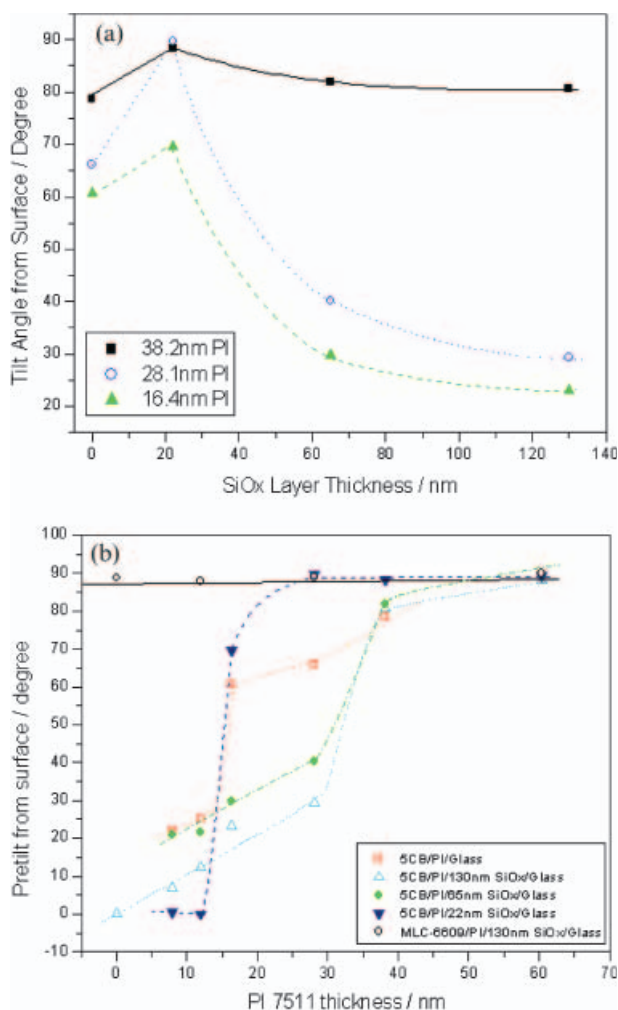 (a)
Tilt Angle from Surface / Degree
90
80
70
60
50
40
30
20
38.2nm PI
28.1nm PI
16.4nm PI
0 20 40 60 80 100 120 140
SiOx Layer Thickness / nm
(b)
Pretilt from surface / degree
100
90
80
70
60
50
40
30
20
10
0
-10
5CB/PI/Glass
5CB/PI/130nm SiOx/Glass
5CB/PI/65nm SiOx/Glass
5CB/PI/22nm SiOx/Glass
MLC-6609/PI/130nm SiOx/Glass
0 10 20 30 40 50 60 70
PI 7511 thickness / nm